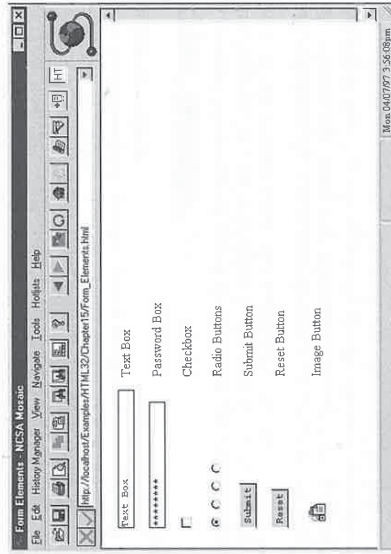 Form Elements - NCSA Mosaic
File Edit History Manager View Navigate Tools Hotlists Help
HT
http://localhost/Examples/HTML32/Chapter15/Form_Elements.html
Text Box Text Box
******** Password Box
Checkbox
Radio Buttons
Submit Submit Button
Reset Reset Button
Image Button
Mon 04/07/97 3:56:08pm